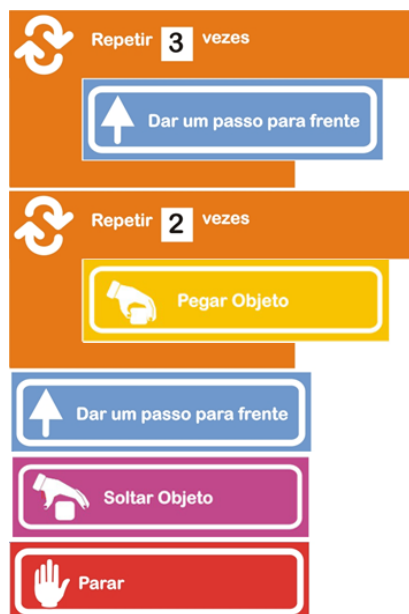 Repetir 3 vezes
Dar um passo para frente
Repetir 2 vezes
Pegar Objeto
Dar um passo para frente
Soltar Objeto
Parar